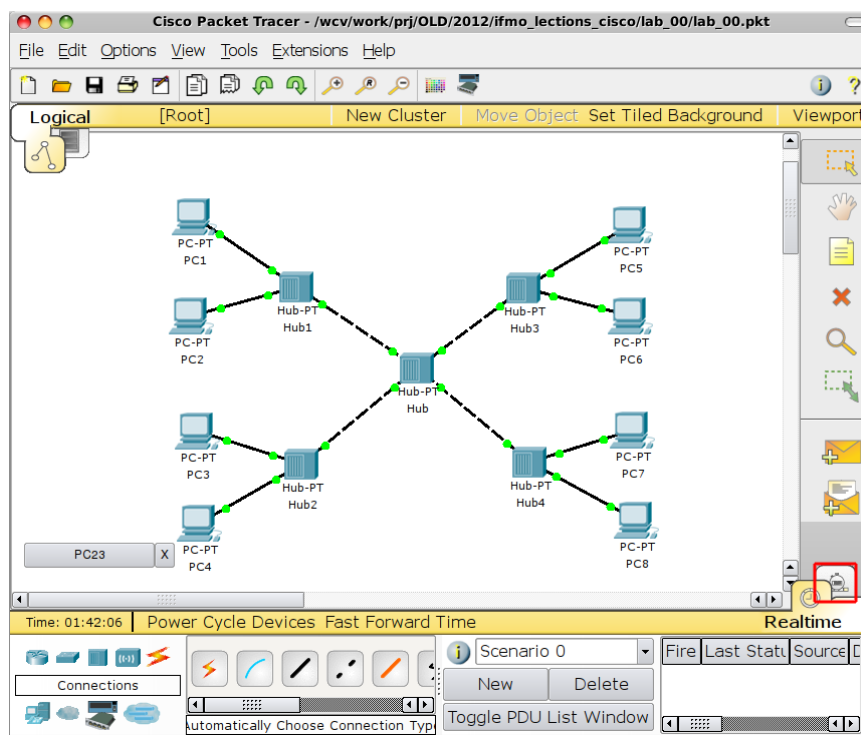 Cisco Packet Tracer - /wcv/work/prj/OLD/2012/ifmo_lections_cisco/lab_00/lab_00.pkt
File Edit Options View Tools Extensions Help
Logical [Root] New Cluster Move Object Set Tiled Background Viewport
PC-PT
PC1
PC-PT
PC2
Hub-PT
Hub1
PC-PT
PC5
Hub-PT
Hub3
PC-PT
PC6
Hub-PT
Hub
PC-PT
PC3
Hub-PT
Hub2
PC-PT
PC4
PC-PT
PC7
Hub-PT
Hub4
PC-PT
PC8
PC23 X
Time: 01:42:06 Power Cycle Devices Fast Forward Time Realtime
Connections
Automatically Choose Connection Type
Scenario 0
New Delete
Toggle PDU List Window
Fire Last Statu Source D